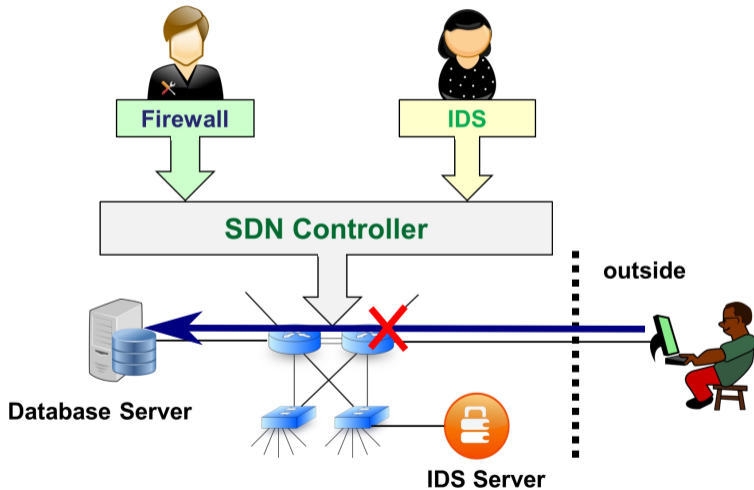 Firewall
IDS
SDN Controller
outside
Database Server
IDS Server